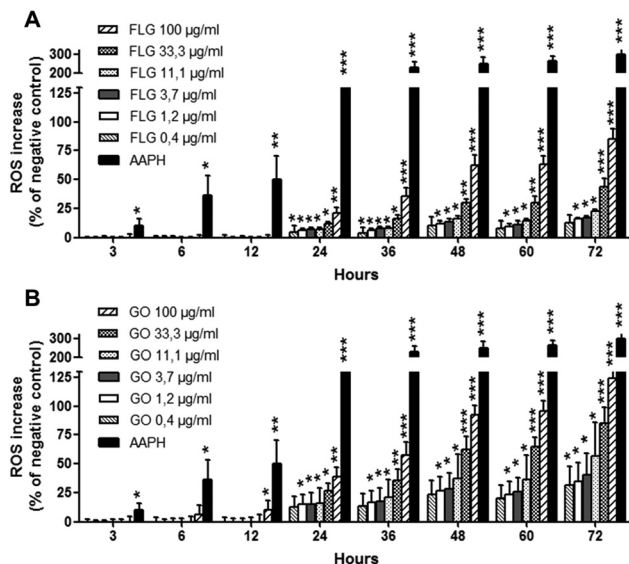 A
FLG 100 µg/ml
FLG 33,3 µg/ml
FLG 11,1 µg/ml
FLG 3,7 µg/ml
FLG 1,2 µg/ml
FLG 0,4 µg/ml
AAPH
ROS increase
(% of negative control)
300
200
125
100
75
50
25
0
* * ** * * * * * ** *** * * * * * *** *** * * * ** *** *** * * * ** *** *** * * * ** *** ***
3 6 12 24 36 48 60 72
Hours
B
GO 100 µg/ml
GO 33,3 µg/ml
GO 11,1 µg/ml
GO 3,7 µg/ml
GO 1,2 µg/ml
GO 0,4 µg/ml
AAPH
ROS increase
(% of negative control)
300
200
125
100
75
50
25
0
3 6 12 24 36 48 60 72
Hours